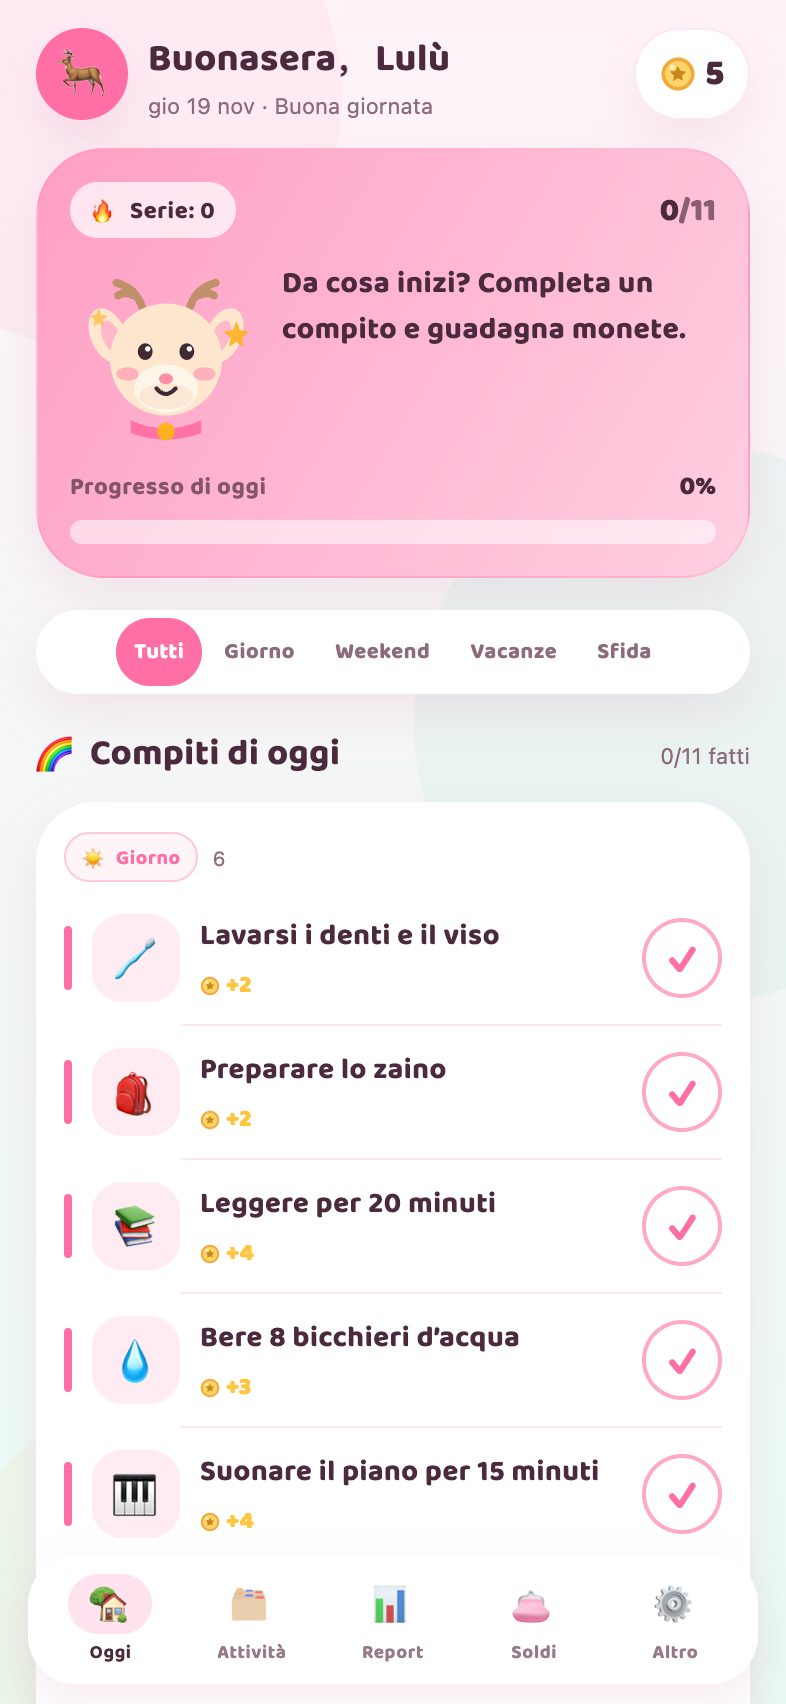 Buonasera, Lulù
gio 19 nov · Buona giornata
5
Serie: 0
0/11
Da cosa inizi? Completa un
compito e guadagna monete.
Progresso di oggi
0%
Tutti Giorno Weekend Vacanze Sfida
Compiti di oggi
0/11 fatti
Giorno 6
Lavarsi i denti e il viso
+2
Preparare lo zaino
+2
Leggere per 20 minuti
+4
Bere 8 bicchieri d'acqua
+3
Suonare il piano per 15 minuti
+4
Oggi Attività Report Soldi Altro